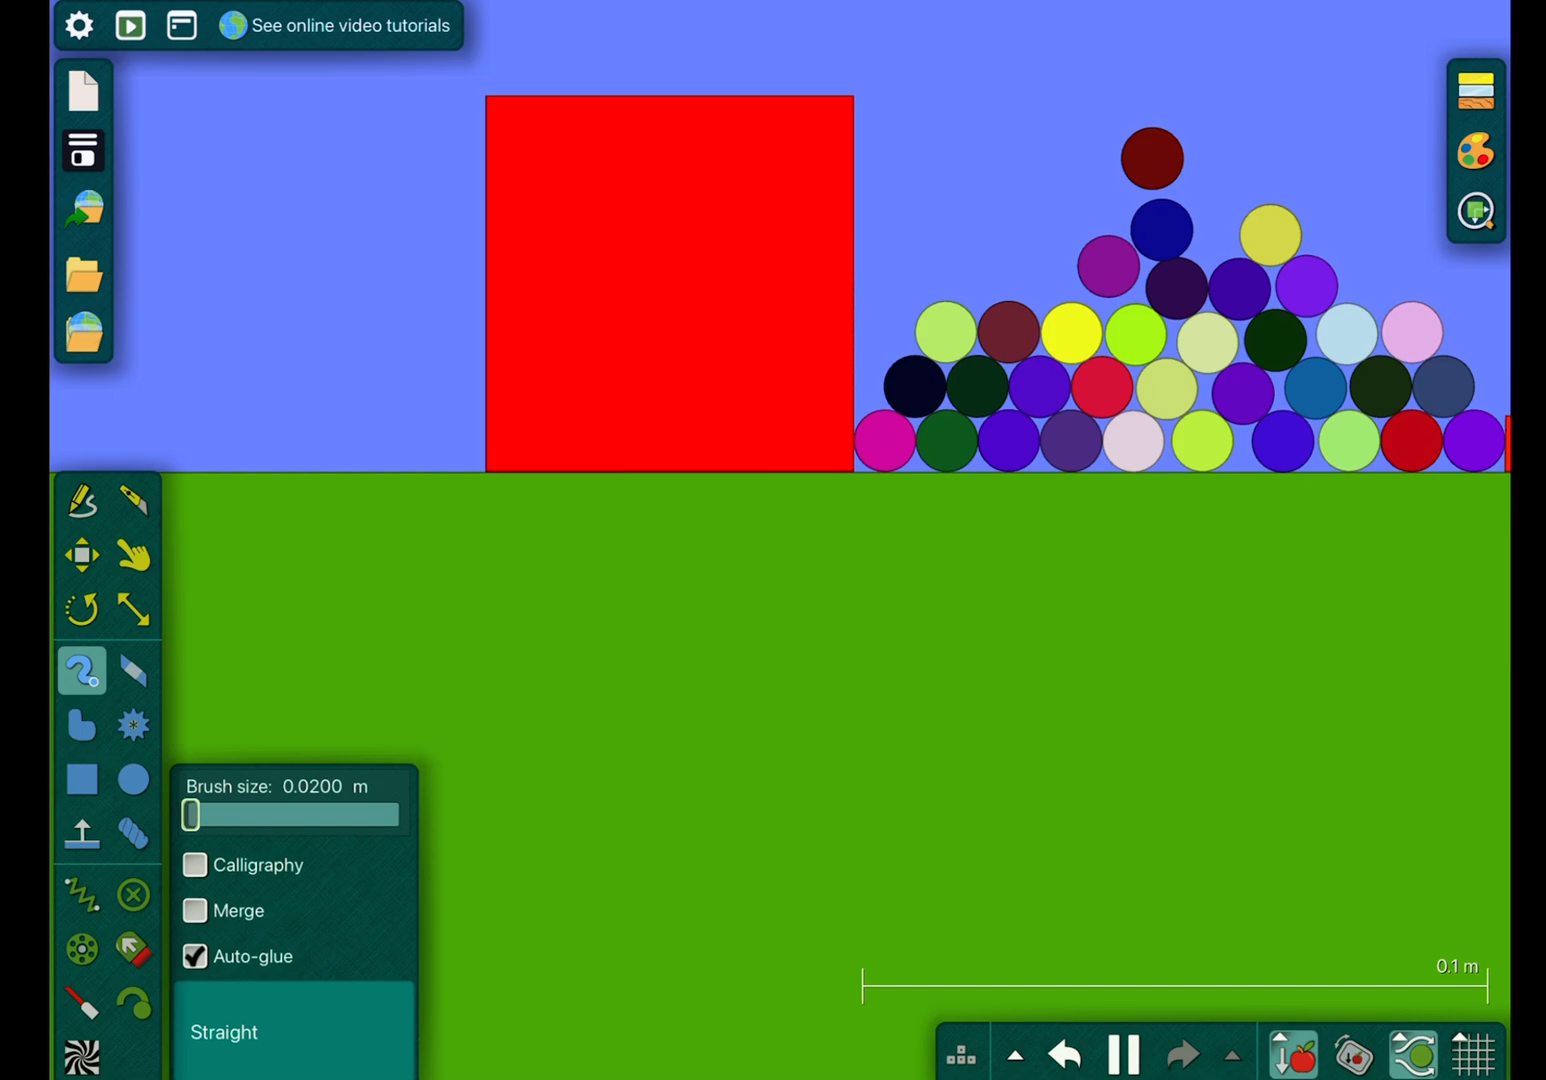 See online video tutorials
Brush size: 0.0200 m
Calligraphy
Merge
Auto-glue
Straight
0.1 m